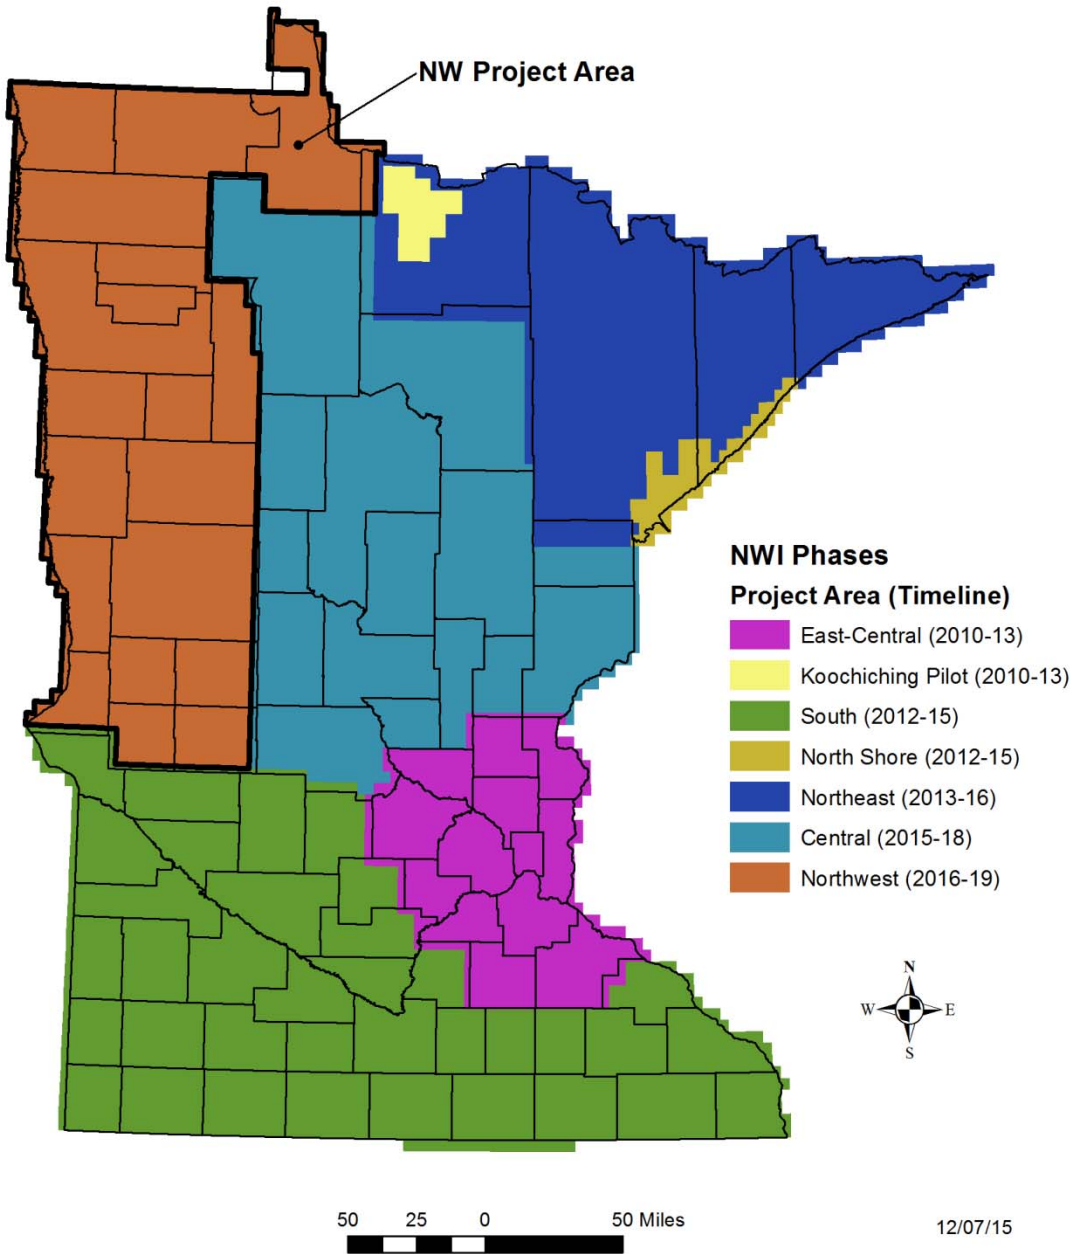 NW Project Area
NWI Phases
Project Area (Timeline)
East-Central (2010-13)
Koochiching Pilot (2010-13)
South (2012-15)
North Shore (2012-15)
Northeast (2013-16)
Central (2015-18)
Northwest (2016-19)
N
W E
S
50 25 0 50 Miles
12/07/15